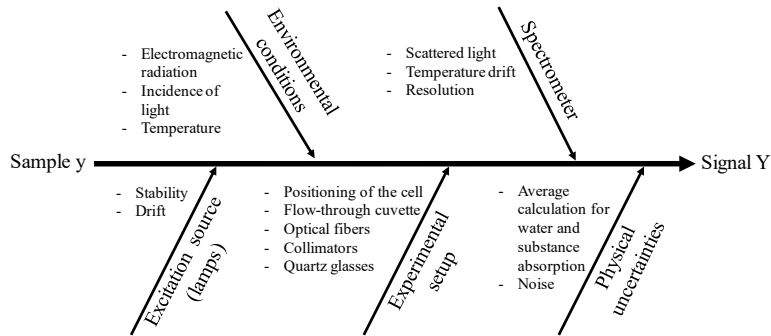 - Electromagnetic
radiation
- Incidence of
light
- Temperature
Environmental
conditions
- Scattered light
- Temperature drift
- Resolution
Spectrometer
Sample y
Signal Y
- Stability
- Drift
Excitation source
(lamps)
- Positioning of the cell
- Flow-through cuvette
- Optical fibers
- Collimators
- Quartz glasses
Experimental
setup
- Average
calculation for
water and
substance
absorption
- Noise
Physical
uncertainties